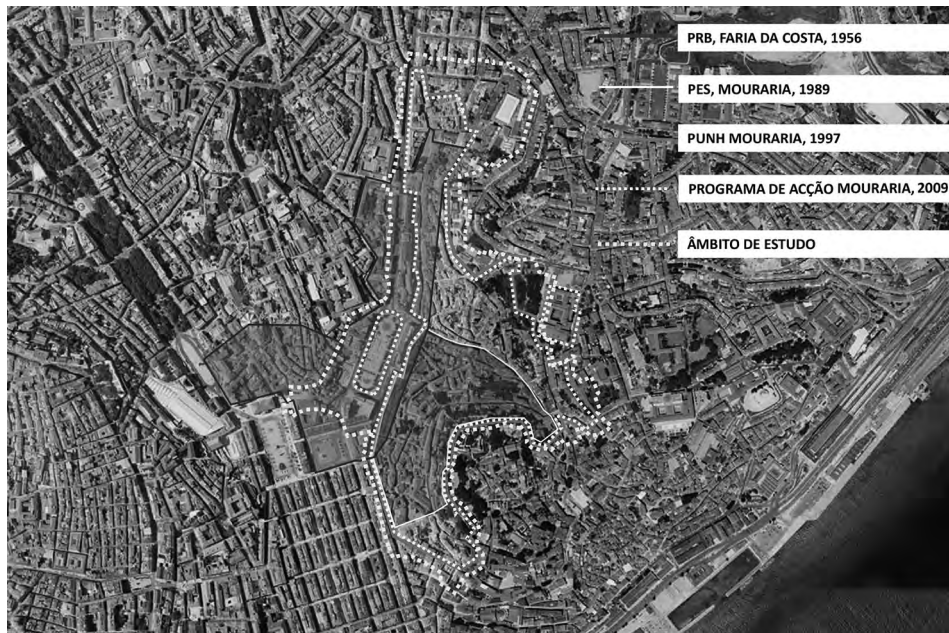 PRB, FARIA DA COSTA, 1956
PES, MOURARIA, 1989
PUNH MOURARIA, 1997
PROGRAMA DE ACÇÃO MOURARIA, 2009
ÂMBITO DE ESTUDO